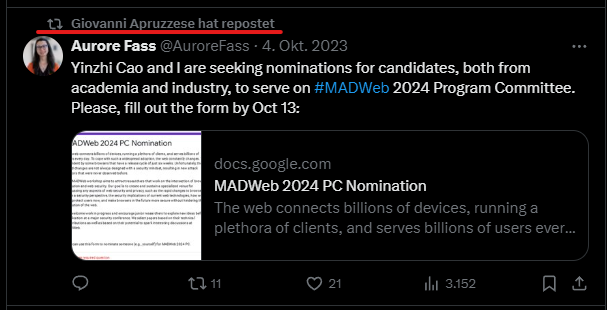 Giovanni Apruzzese hat repostet
Aurore Fass @AuroreFass · 4. Okt. 2023
Yinzhi Cao and I are seeking nominations for candidates, both from
academia and industry, to serve on #MADWeb 2024 Program Committee.
Please, fill out the form by Oct 13:
ADWeb 2024 PC Nomination
docs.google.com
MADWeb 2024 PC Nomination
The web connects billions of devices, running a
plethora of clients, and serves billions of users ever...
11
21
3.152